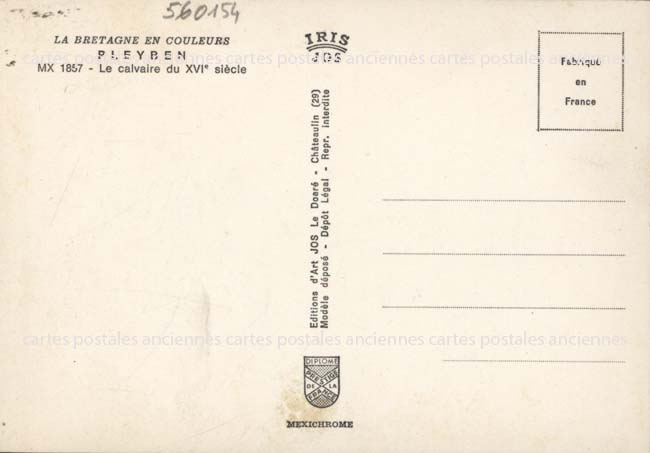 560154
LA BRETAGNE EN COULEURS
PLEYBEN
MX 1857 - Le calvaire du XVIe siècle
IRIS
JOS
Editions d'Art JOS Le Doaré - Châteaulin (29)
Modèle déposé - Dépôt Légal - Repr. interdite
DIPLOME
PRESTIGE
DE LA
FRANCE
MEXICHROME
Fabriqué
en
France
cartes postales anciennes cartes postales anciennes cartes postales anciennes
cartes postales anciennes cartes postales anciennes cartes postales anciennes